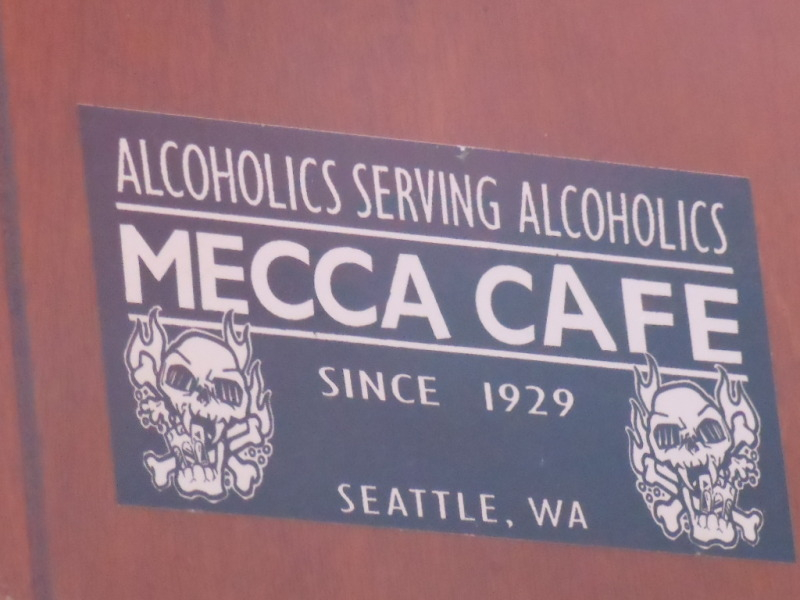 ALCOHOLICS SERVING ALCOHOLICS
MECCA CAFE
SINCE 1929
SEATTLE, WA